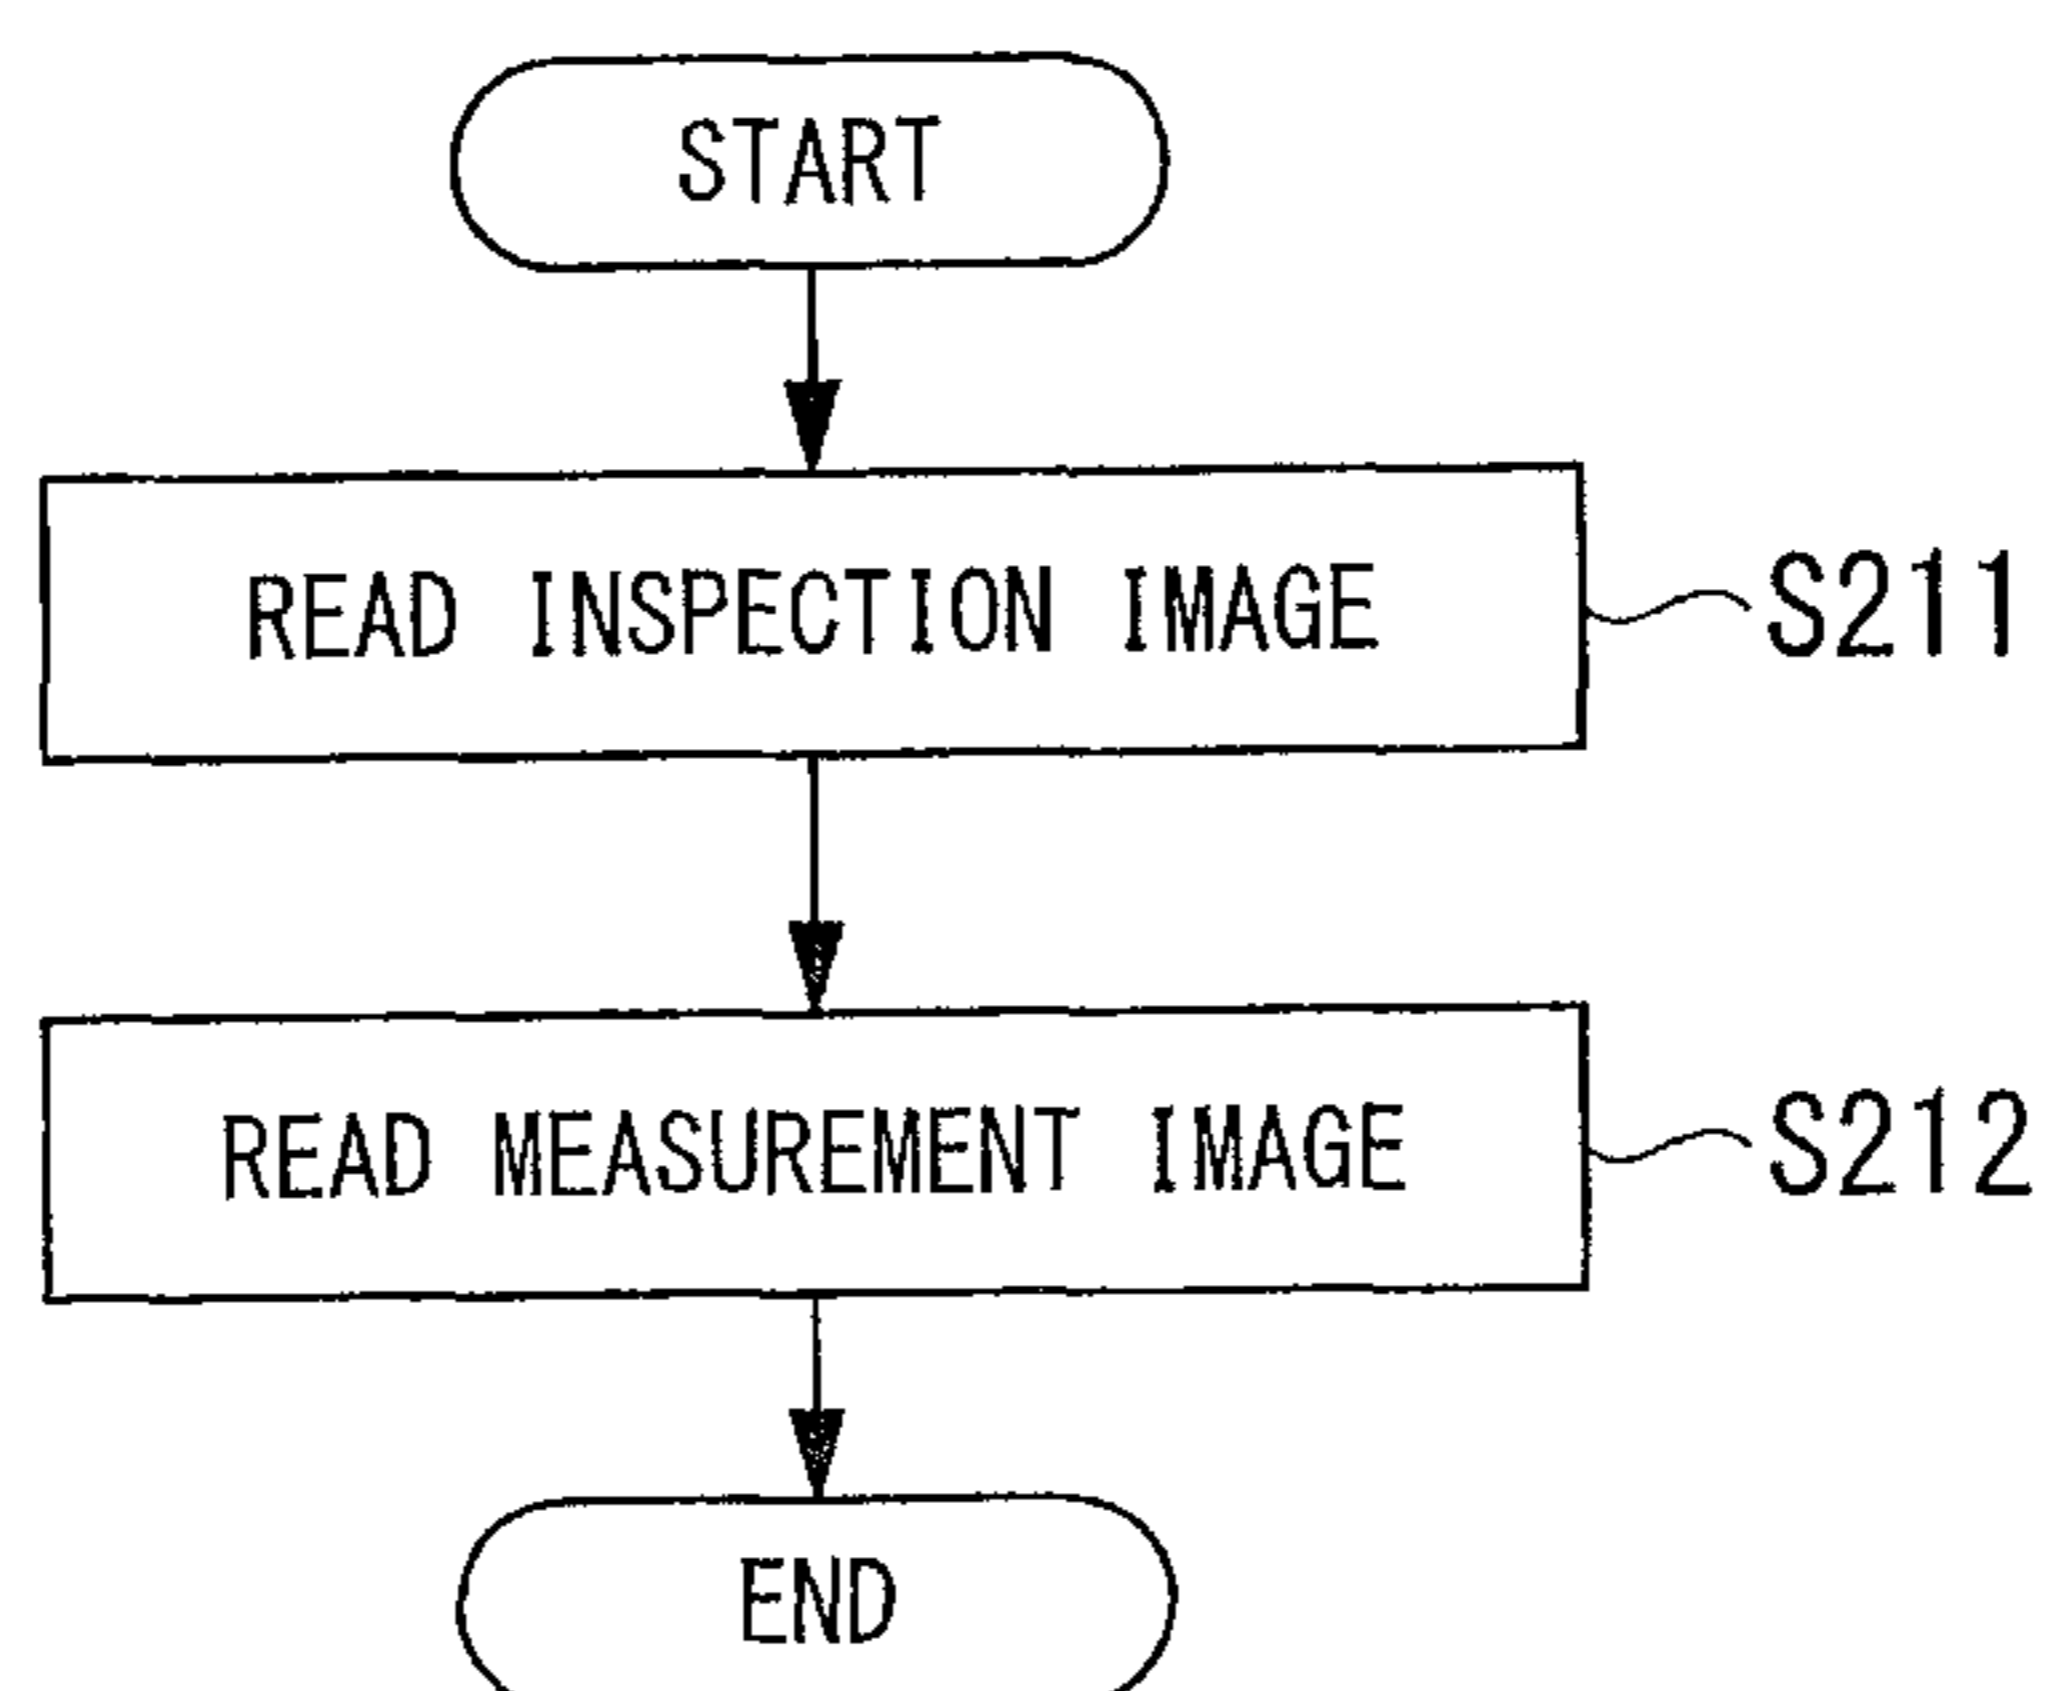 START
READ INSPECTION IMAGE
S211
READ MEASUREMENT IMAGE
S212
END